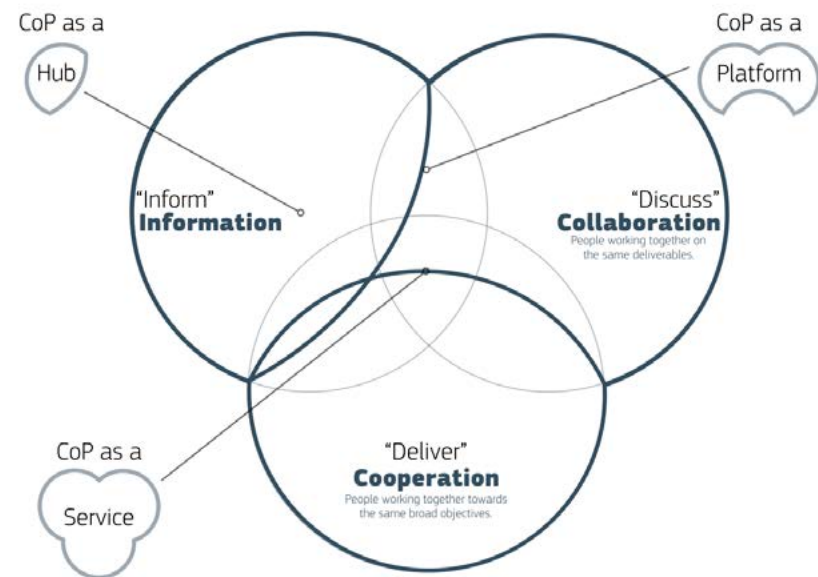 CoP as a
Hub
CoP as a
Platform
“Inform”
Information
“Discuss”
Collaboration
People working together on
the same deliverables.
CoP as a
Service
“Deliver”
Cooperation
People working together towards
the same broad objectives.